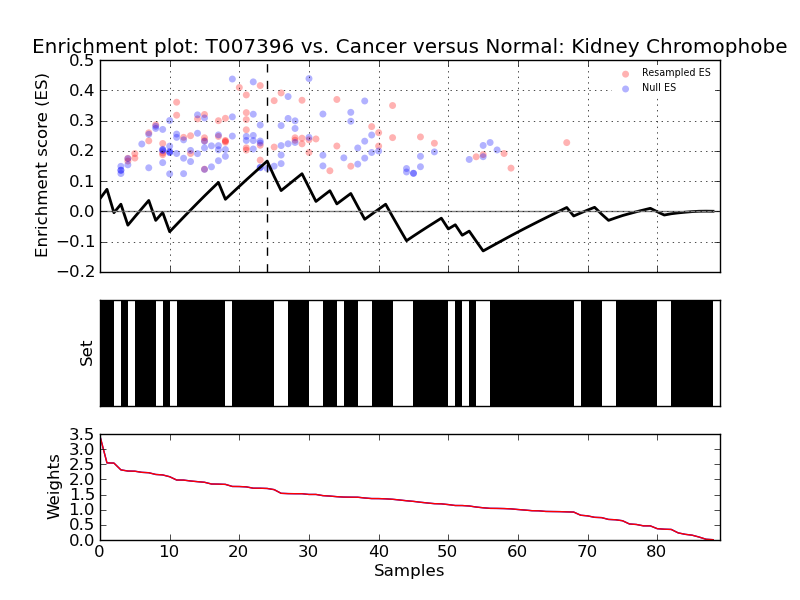 Enrichment plot: T007396 vs. Cancer versus Normal: Kidney Chromophobe
Enrichment score (ES)
0.5
0.4
0.3
0.2
0.1
0.0
−0.1
−0.2
Resampled ES
Null ES
Set
Weights
3.5
3.0
2.5
2.0
1.5
1.0
0.5
0.0
0 10 20 30 40 50 60 70 80
Samples